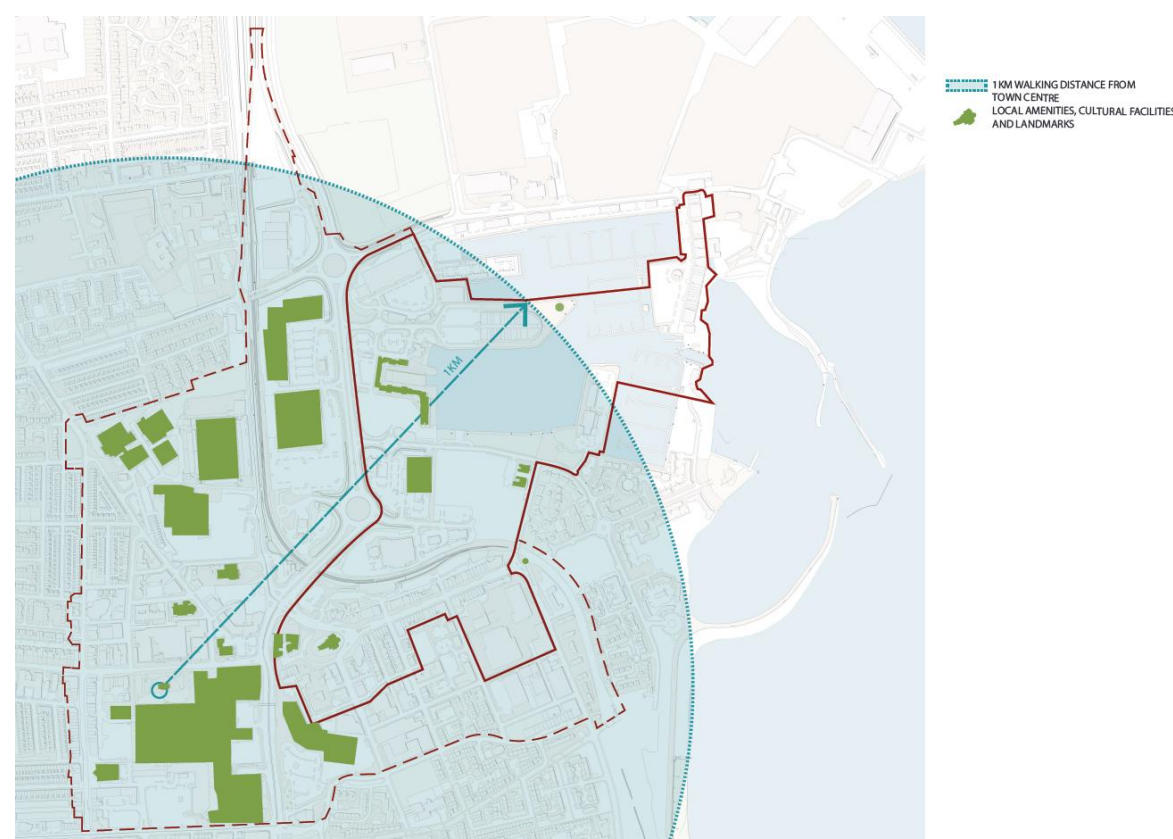 1KM WALKING DISTANCE FROM
TOWN CENTRE
LOCAL AMENITIES, CULTURAL FACILITIES
AND LANDMARKS
1KM